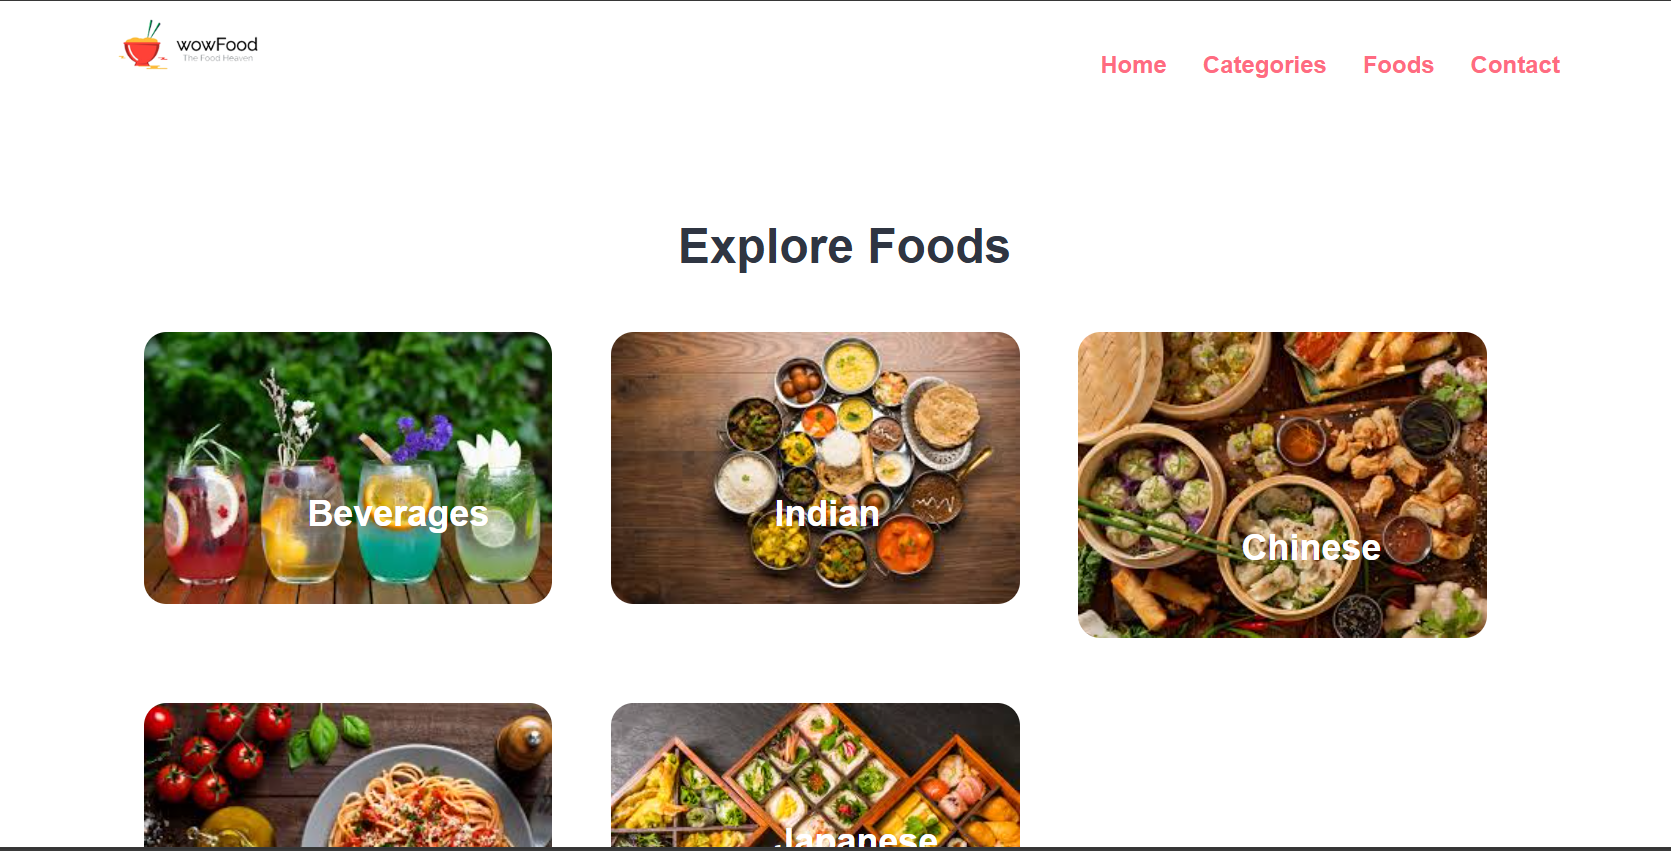 wowFood
The Food Heaven
Home Categories Foods Contact
Explore Foods
Beverages
Indian
Chinese
Japanese